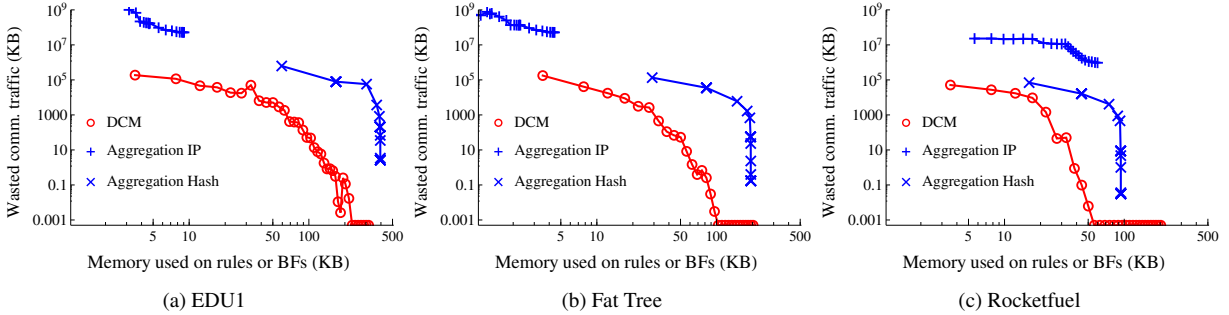 Wasted comm. traffic (KB)
10^9
10^7
10^5
1000
10
0.1
0.001
DCM
Aggregation IP
Aggregation Hash
5 10 50 100 500
Memory used on rules or BFs (KB)
(a) EDU1
Wasted comm. traffic (KB)
10^9
10^7
10^5
1000
10
0.1
0.001
DCM
Aggregation IP
Aggregation Hash
5 10 50 100 500
Memory used on rules or BFs (KB)
(b) Fat Tree
Wasted comm. traffic (KB)
10^9
10^7
10^5
1000
10
0.1
0.001
DCM
Aggregation IP
Aggregation Hash
5 10 50 100 500
Memory used on rules or BFs (KB)
(c) Rocketfuel